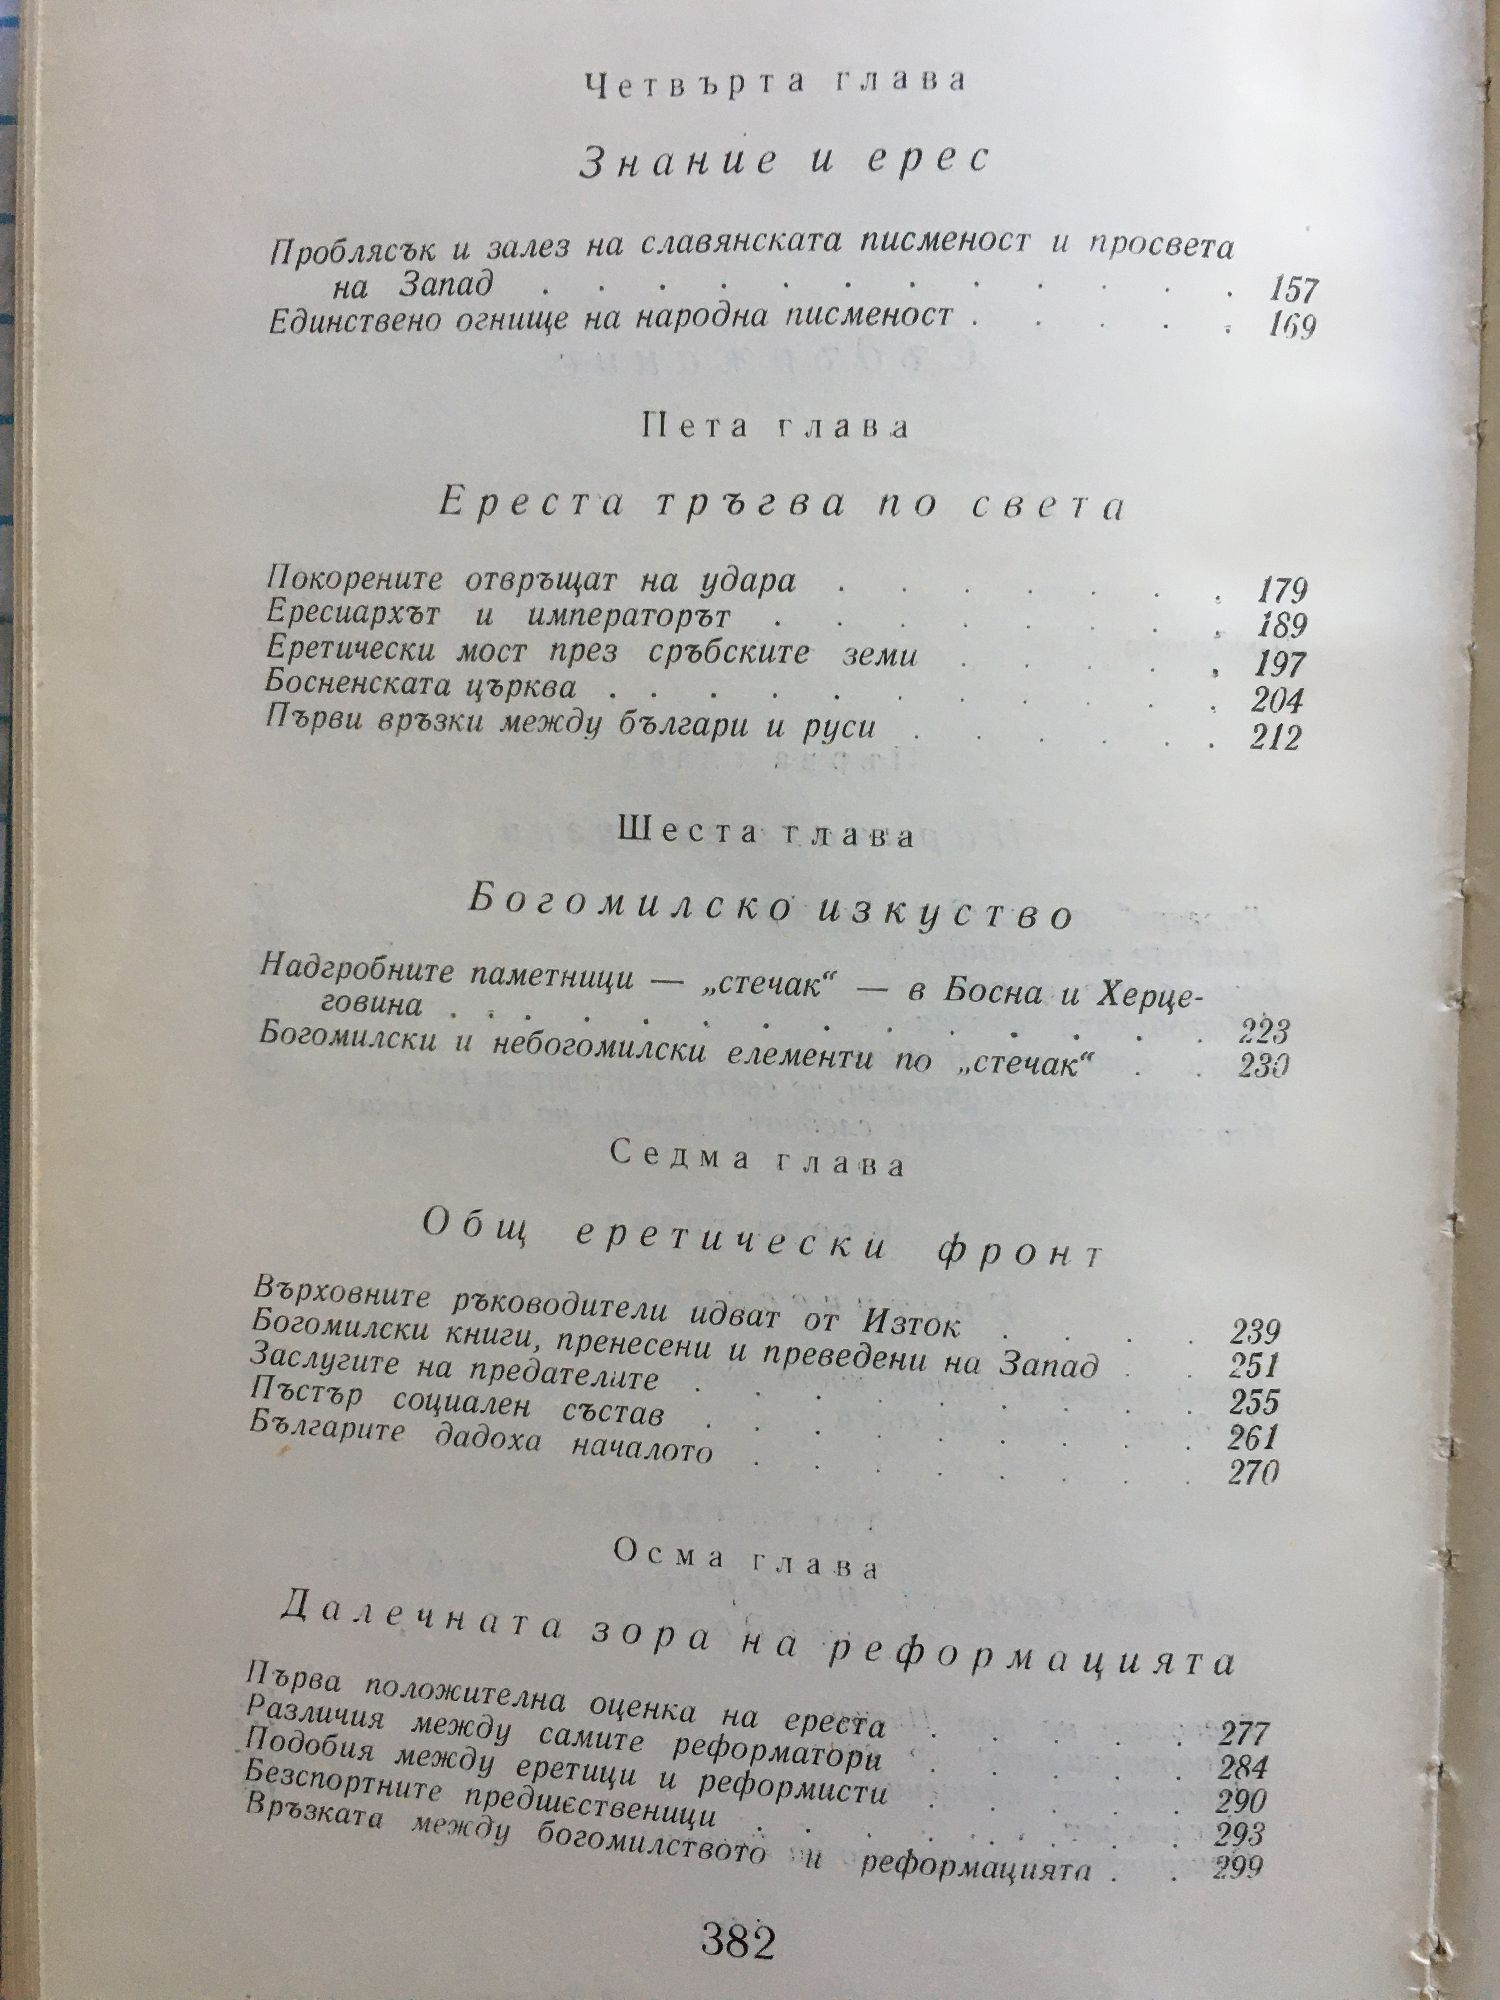 Четвърта глава
Знание и ерес
Проблясък и залез на славянската писменост и просвета
на Запад . . . . . . . . . . . . 157
Единствено огнище на народна писменост . . . . . 169
Пета глава
Ереста тръгва по света
Покорените отвръщат на удара . . . . . . . 179
Ересиархът и императорът . . . . . . . . 189
Еретически мост през сръбските земи . . . . . 197
Босненската църква . . . . . . . . . . . 204
Първи връзки между българи и руси . . . . . . 212
Шеста глава
Богомилско изкуство
Надгробните паметници — „стечак“ — в Босна и Херце-
говина . . . . . . . . . . . . . 223
Богомилски и небогомилски елементи по „стечак“ . . 230
Седма глава
Общ еретически фронт
Върховните ръководители идват от Изток . . . . 239
Богомилски книги, пренесени и преведени на Запад . . 251
Заслугите на предателите . . . . . . . . . 255
Пъстър социален състав . . . . . . . . . 261
Българите дадоха началото . . . . . . . . 270
Осма глава
Далечната зора на реформацията
Първа положителна оценка на ереста . . . . . 277
Различия между самите реформатори . . . . . 284
Подобия между еретици и реформисти . . . . . 290
Безспортните предшественици . . . . . . . . 293
Връзката между богомилството и реформацията . . 299
382